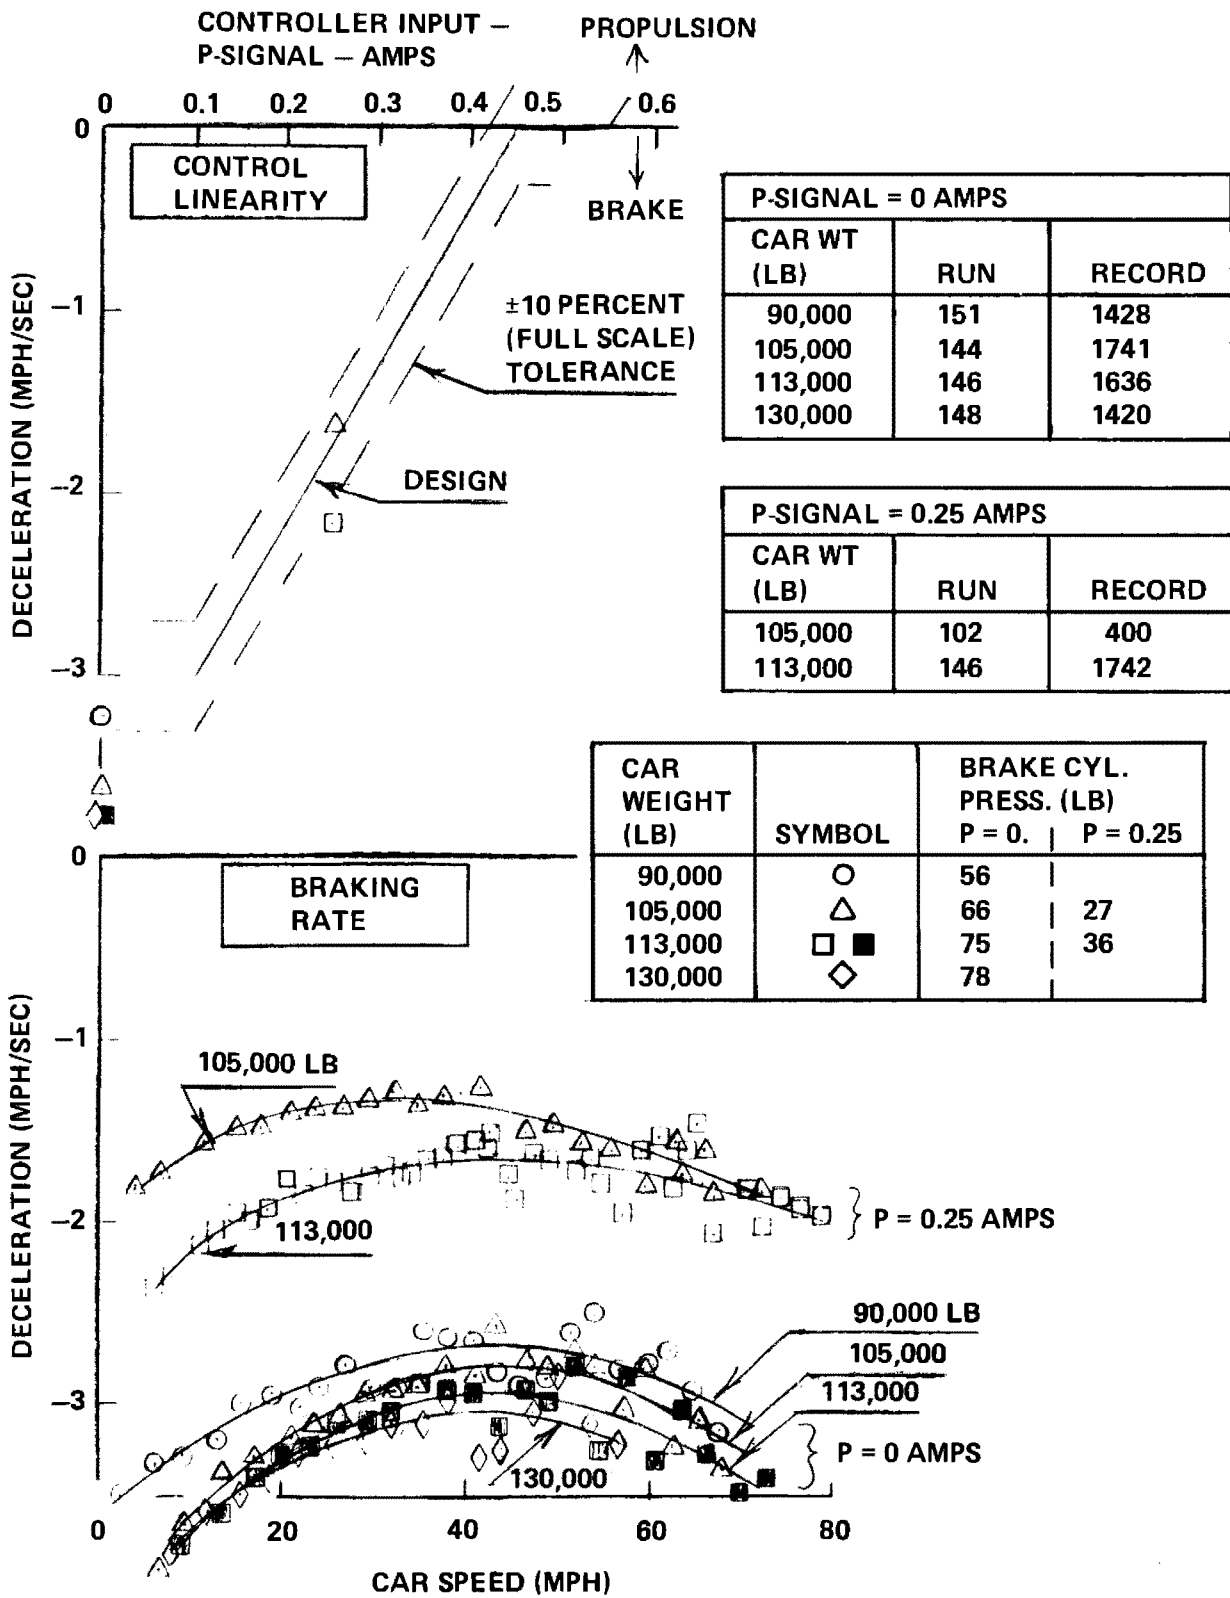 CONTROLLER INPUT –
P-SIGNAL – AMPS
PROPULSION
0 0.1 0.2 0.3 0.4 0.5 0.6
0
CONTROL
LINEARITY
BRAKE
–1
±10 PERCENT
(FULL SCALE)
TOLERANCE
DESIGN
–2
–3
DECELERATION (MPH/SEC)
P-SIGNAL = 0 AMPS
CAR WT
(LB) RUN RECORD
90,000 151 1428
105,000 144 1741
113,000 146 1636
130,000 148 1420
P-SIGNAL = 0.25 AMPS
CAR WT
(LB) RUN RECORD
105,000 102 400
113,000 146 1742
CAR BRAKE CYL.
WEIGHT PRESS. (LB)
(LB) SYMBOL P = 0. P = 0.25
90,000 56
105,000 66 27
113,000 75 36
130,000 78
0
BRAKING
RATE
–1
105,000 LB
–2
113,000
P = 0.25 AMPS
90,000 LB
105,000
113,000
–3
P = 0 AMPS
130,000
DECELERATION (MPH/SEC)
0 20 40 60 80
CAR SPEED (MPH)